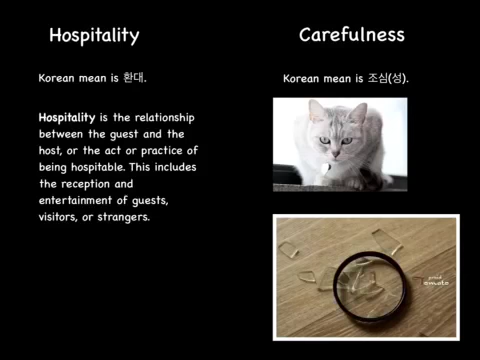 Hospitality
Korean mean is 환대.
Hospitality is the relationship
between the guest and the
host, or the act or practice of
being hospitable. This includes
the reception and
entertainment of guests,
visitors, or strangers.
Carefulness
Korean mean is 조심(성).
Tomato